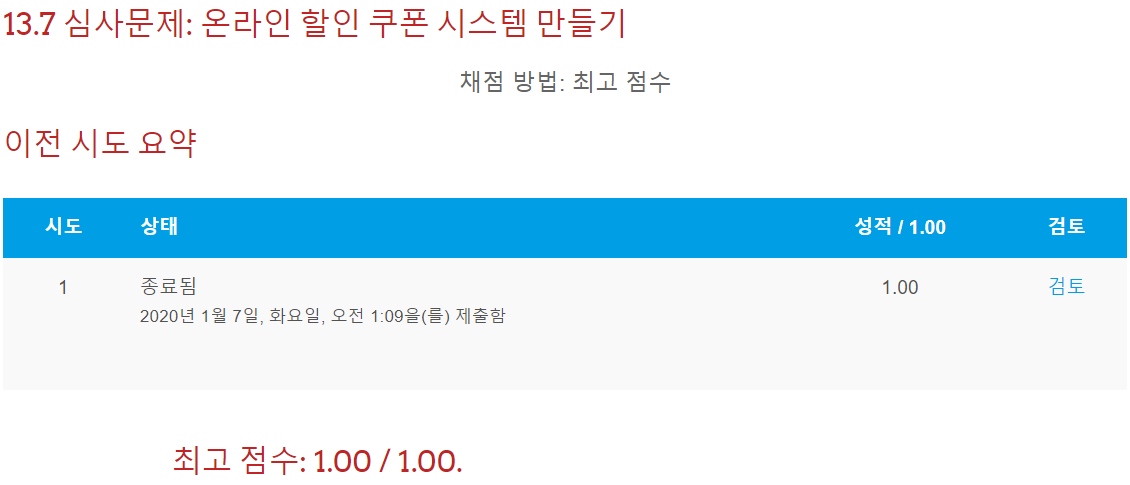 13.7 심사문제: 온라인 할인 쿠폰 시스템 만들기
채점 방법: 최고 점수
이전 시도 요약
시도 상태 성적 / 1.00 검토
1 종료됨 1.00 검토
2020년 1월 7일, 화요일, 오전 1:09을(를) 제출함
최고 점수: 1.00 / 1.00.